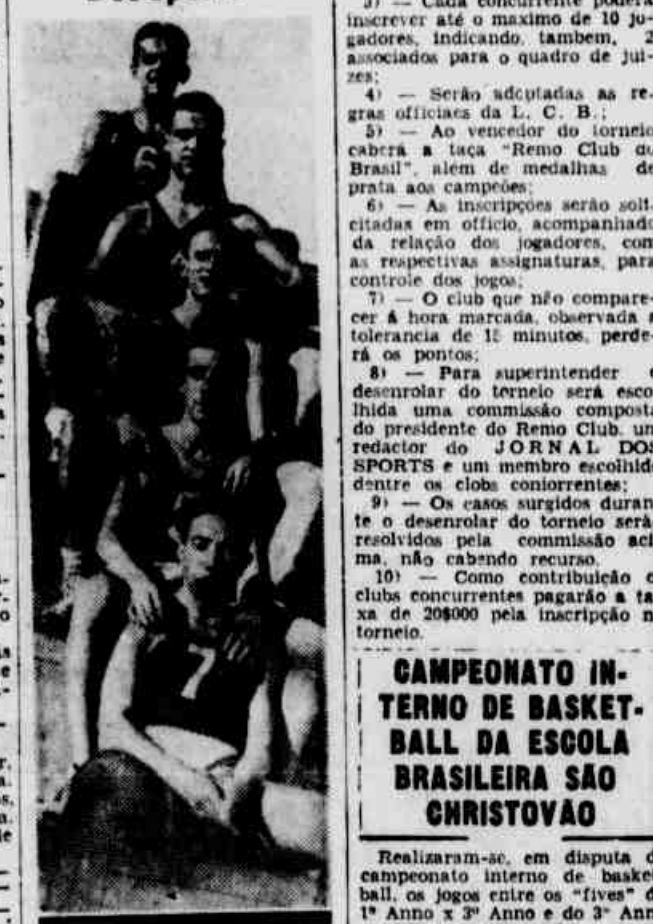 3) — Cada concurrente poderá
inscrever até o maximo de 10 jo-
gadores, indicando, tambem, 2
associados para o quadro de jui-
zes;
4) — Serão adoptadas as re-
gras officiaes da L. C. B.;
5) — Ao vencedor do torneio
caberá a taça "Remo Club do
Brasil", alem de medalhas de
prata aos campeões;
6) — As inscripções serão soli-
citadas em officio, acompanhado
da relação dos jogadores, com
as respectivas assignaturas, para
controle dos jogos;
7) — O club que não compare-
cer á hora marcada, observada a
tolerancia de 15 minutos, perde-
rá os pontos;
8) — Para superintender
desenrolar do torneio será esco-
lhida uma commissão composta
do presidente do Remo Club, um
redactor do JORNAL DOS
SPORTS e um membro escolhido
dentre os clobs coniorrentes;
9) — Os casos surgidos duran-
te o desenrolar do torneio serão
resolvidos pela commissão aci-
ma, não cabendo recurso.
10) — Como contribuição
clubs concurrentes pagarão a ta-
xa de 20$000 pela inscripção n
torneio.
CAMPEONATO IN-
TERNO DE BASKET-
BALL DA ESCOLA
BRASILEIRA SÃO
CHRISTOVÃO
Realizaram-se, em disputa d
campeonato interno de basket
ball, os jogos entre os "fives" d
1º Anno x 3º Anno e do 3º Ann
6
7